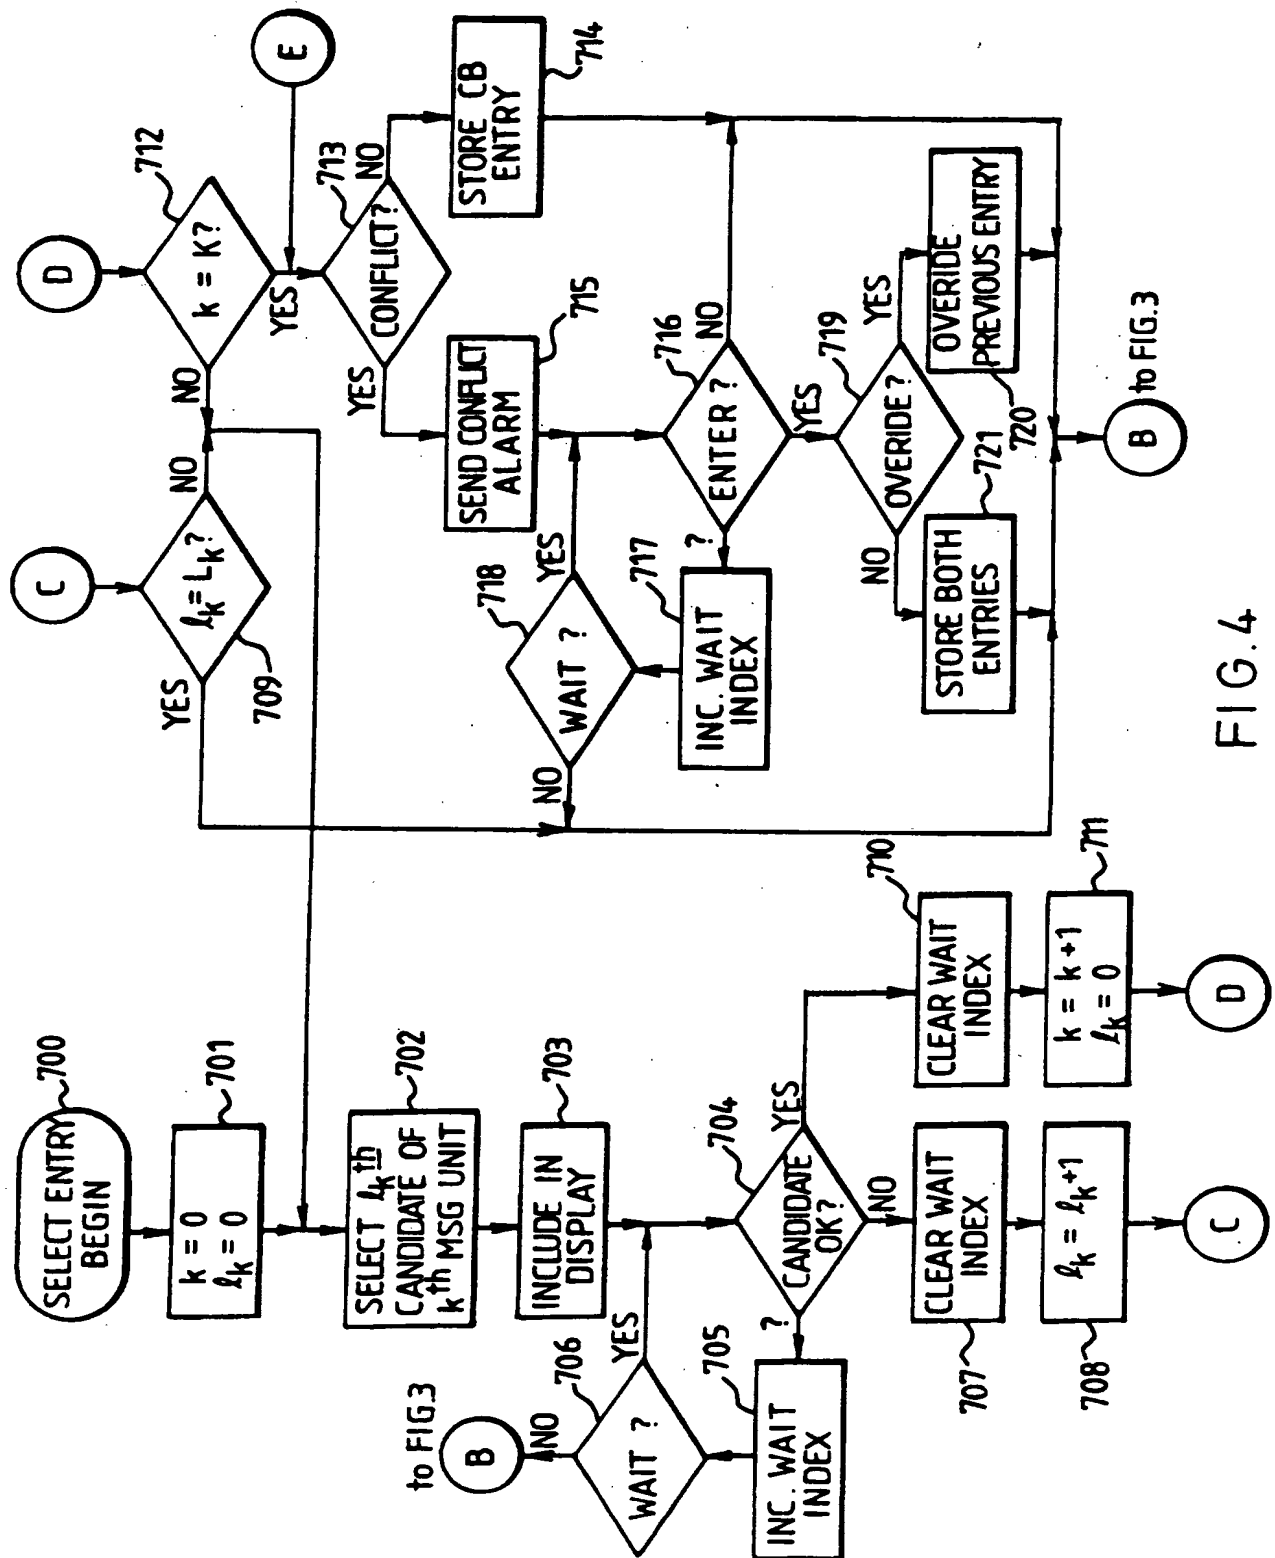 700
SELECT ENTRY
BEGIN
701
k = 0
ℓk = 0
702
SELECT ℓk th
CANDIDATE OF
kth MSG UNIT
703
INCLUDE IN
DISPLAY
704
CANDIDATE
OK?
YES
NO
?
705
INC. WAIT
INDEX
706
WAIT ?
YES
NO
B
to FIG.3
707
CLEAR WAIT
INDEX
708
ℓk = ℓk+1
C
710
CLEAR WAIT
INDEX
711
k = k+1
ℓk = 0
D
C
ℓk = Lk?
709
YES
NO
D
k = K?
712
NO
YES
E
CONFLICT?
713
YES
NO
STORE CB
ENTRY
714
SEND CONFLICT
ALARM
715
ENTER ?
716
NO
YES
?
717
INC. WAIT
INDEX
718
WAIT ?
YES
NO
OVERIDE?
719
YES
NO
OVERIDE
PREVIOUS ENTRY
720
STORE BOTH
ENTRIES
721
B
to FIG.3
FIG.4